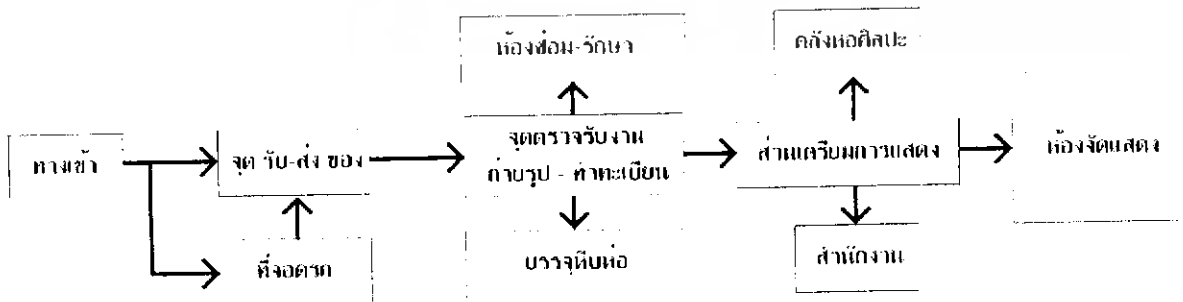 ห้องซ่อม-รักษา
คลังหอศิลปะ
ทางเข้า
จุด รับ-ส่ง ของ
จุดตรวจรับงาน
ถ่ายรูป - ทำทะเบียน
ส่วนเตรียมการแสดง
ห้องจัดแสดง
ที่จอดรถ
บรรจุหีบห่อ
สำนักงาน